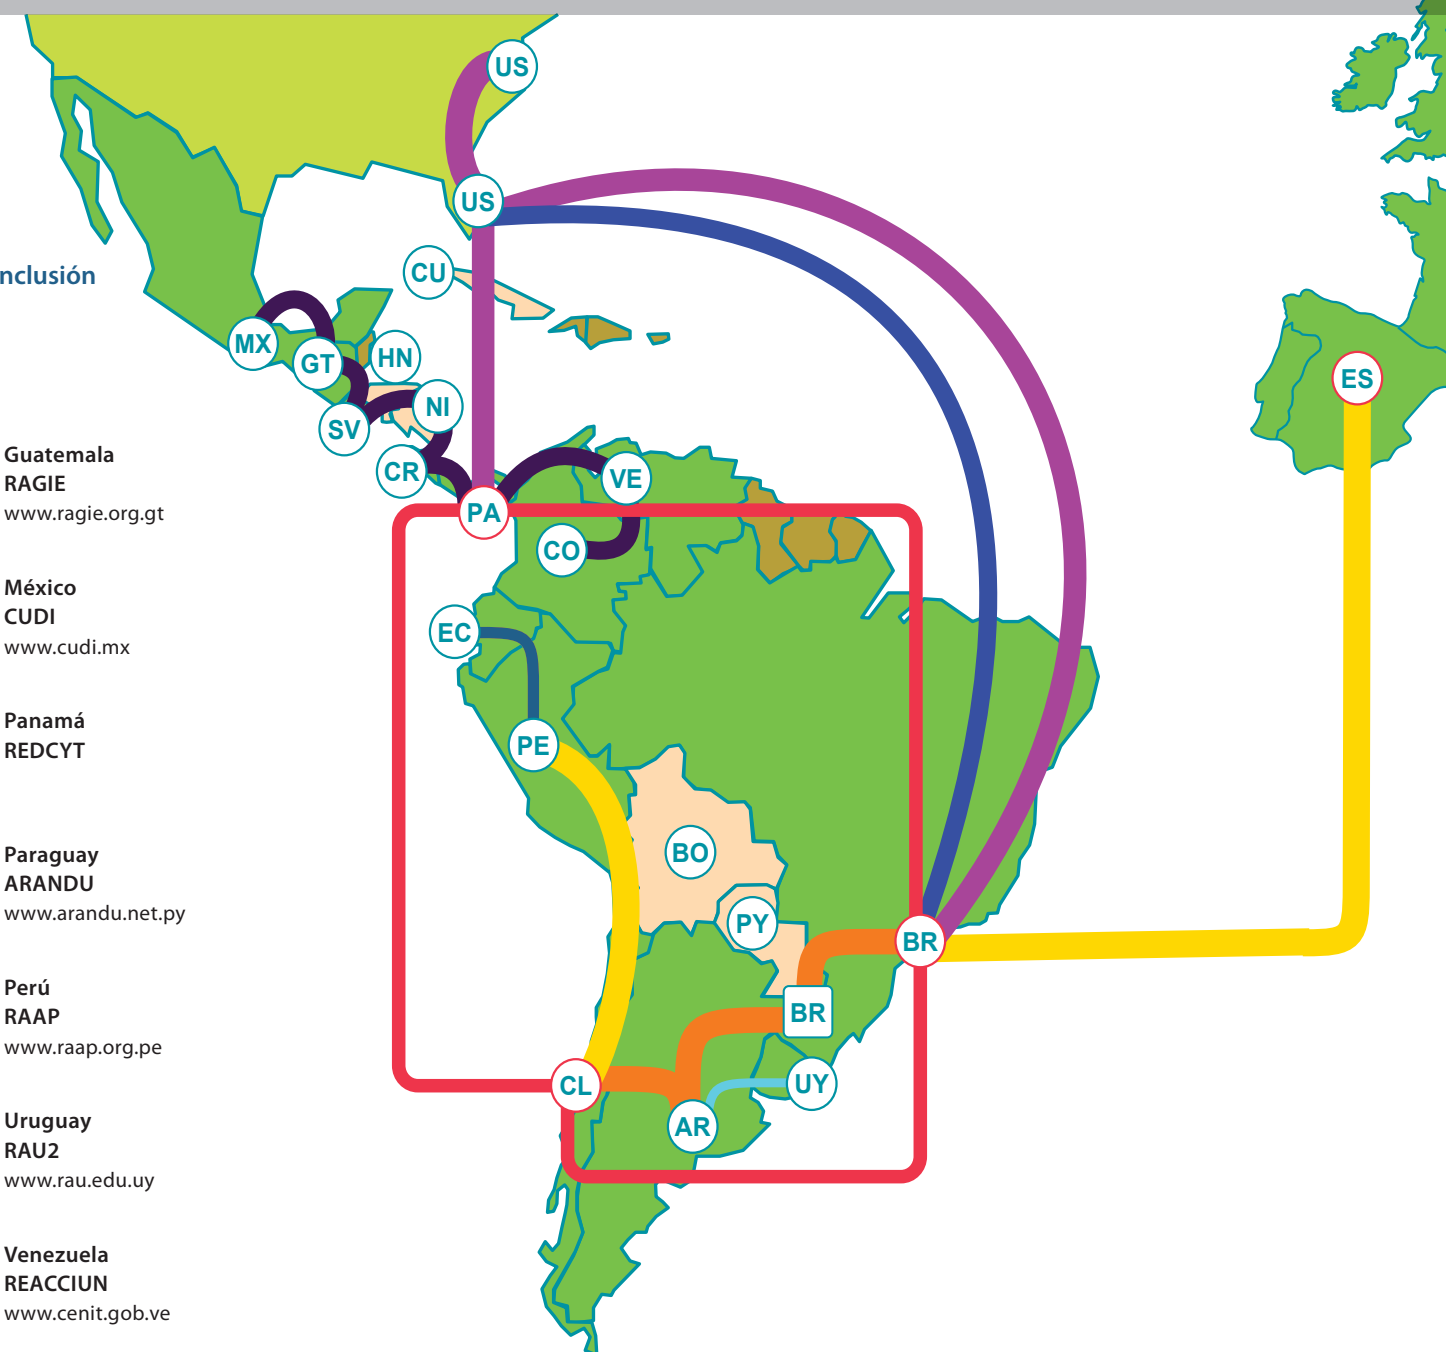 nclusión
Guatemala
RAGIE
www.ragie.org.gt
México
CUDI
www.cudi.mx
Panamá
REDCYT
Paraguay
ARANDU
www.arandu.net.py
Perú
RAAP
www.raap.org.pe
Uruguay
RAU2
www.rau.edu.uy
Venezuela
REACCIUN
www.cenit.gob.ve
US
US
CU
MX
GT
HN
NI
SV
CR
PA
VE
CO
EC
PE
BO
PY
BR
BR
CL
AR
UY
ES